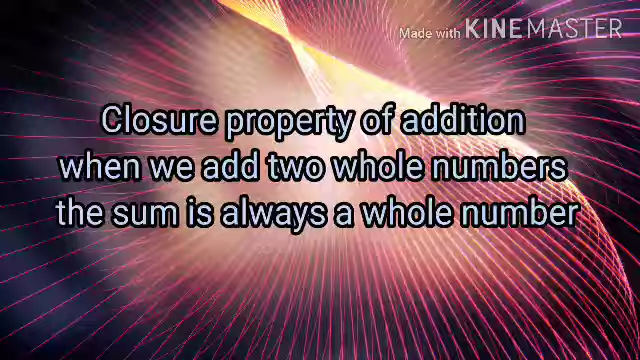 Made with KINEMASTER
Closure property of addition
when we add two whole numbers
the sum is always a whole number